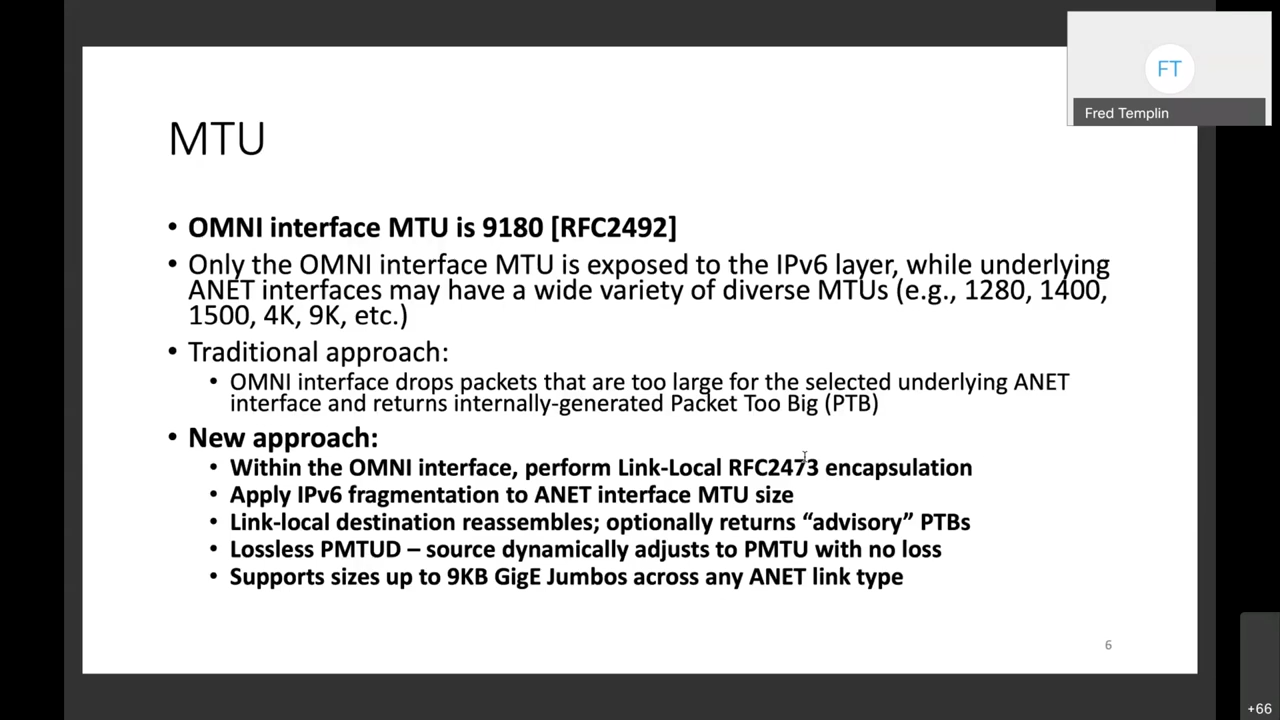 FT
Fred Templin
MTU
• OMNI interface MTU is 9180 [RFC2492]
• Only the OMNI interface MTU is exposed to the IPv6 layer, while underlying
ANET interfaces may have a wide variety of diverse MTUs (e.g., 1280, 1400,
1500, 4K, 9K, etc.)
• Traditional approach:
• OMNI interface drops packets that are too large for the selected underlying ANET
interface and returns internally-generated Packet Too Big (PTB)
• New approach:
• Within the OMNI interface, perform Link-Local RFC2473 encapsulation
• Apply IPv6 fragmentation to ANET interface MTU size
• Link-local destination reassembles; optionally returns “advisory” PTBs
• Lossless PMTUD – source dynamically adjusts to PMTU with no loss
• Supports sizes up to 9KB GigE Jumbos across any ANET link type
6
+66